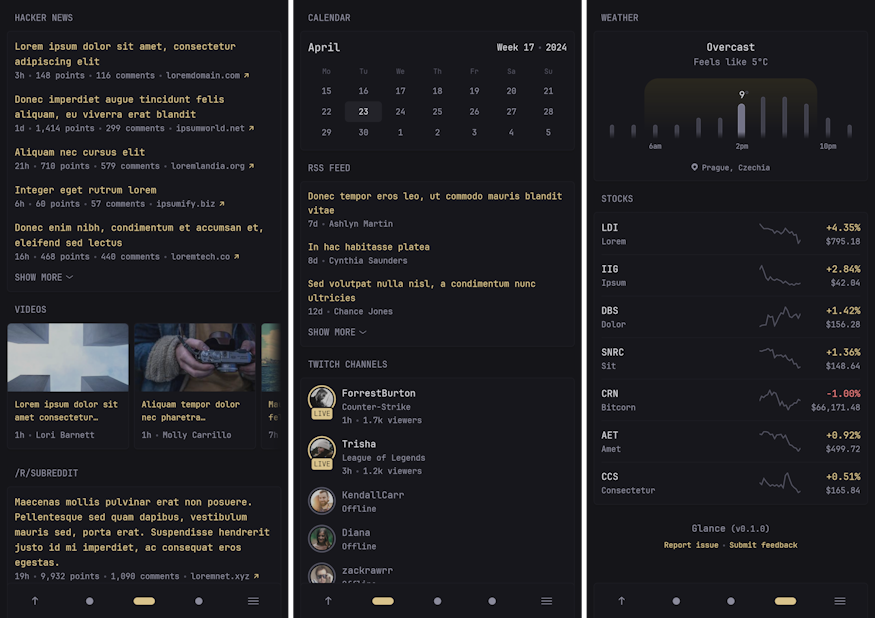 HACKER NEWS
Lorem ipsum dolor sit amet, consectetur
adipiscing elit
3h · 148 points · 116 comments · loremdomain.com ↗
Donec imperdiet augue tincidunt felis
aliquam, eu viverra erat blandit
1d · 1,414 points · 299 comments · ipsumworld.net ↗
Aliquam nec cursus elit
21h · 710 points · 579 comments · loremlandia.org ↗
Integer eget rutrum lorem
6h · 60 points · 57 comments · ipsumify.biz ↗
Donec enim nibh, condimentum et accumsan et,
eleifend sed lectus
16h · 468 points · 440 comments · loremtech.co ↗
SHOW MORE
VIDEOS
Lorem ipsum dolor sit
amet consectetur…
1h · Lori Barnett
Aliquam tempor dolor
nec pharetra…
1h · Molly Carrillo
7h
/R/SUBREDDIT
Maecenas mollis pulvinar erat non posuere.
Pellentesque sed quam dapibus, vestibulum
mauris sed, porta erat. Suspendisse hendrerit
justo id mi imperdiet, ac consequat eros
egestas.
19h · 9,932 points · 1,090 comments · loremnet.xyz ↗
CALENDAR
April
Week 17 · 2024
Mo Tu We Th Fr Sa Su
15 16 17 18 19 20 21
22 23 24 25 26 27 28
29 30 1 2 3 4 5
RSS FEED
Donec tempor eros leo, ut commodo mauris blandit
vitae
7d · Ashlyn Martin
In hac habitasse platea
8d · Cynthia Saunders
Sed volutpat nulla nisl, a condimentum nunc
ultricies
12d · Chance Jones
SHOW MORE
TWITCH CHANNELS
LIVE
ForrestBurton
Counter-Strike
1h · 1.7k viewers
LIVE
Trisha
League of Legends
3h · 1.2k viewers
KendallCarr
Offline
Diana
Offline
zackrawrr
Offline
WEATHER
Overcast
Feels like 5°C
9°
6am 2pm 10pm
Prague, Czechia
STOCKS
LDI +4.35%
Lorem $795.18
IIG +2.84%
Ipsum $42.04
DBS +1.42%
Dolor $156.28
SNRC +1.36%
Sit $148.64
CRN -1.00%
Bitcorn $66,171.48
AET +0.92%
Amet $499.72
CCS +0.51%
Consectetur $165.84
Glance (v0.1.0)
Report issue · Submit feedback